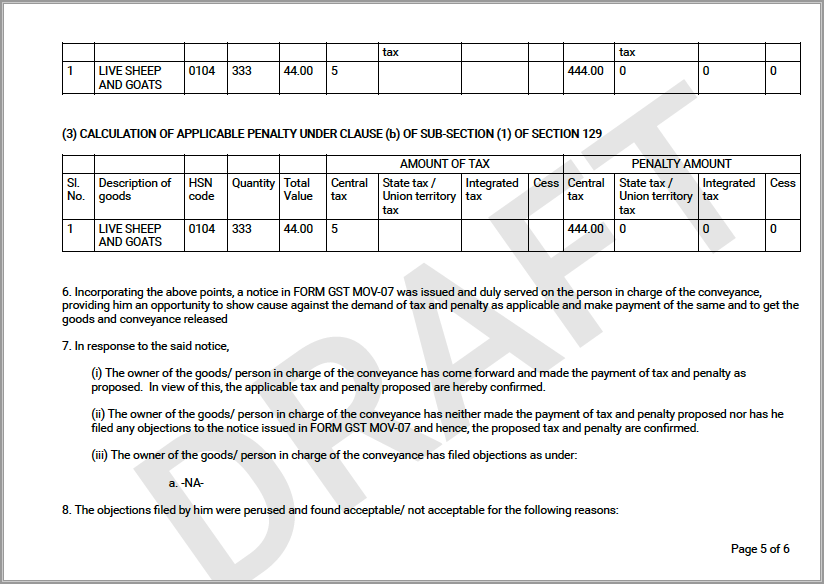 tax tax
1 LIVE SHEEP AND GOATS 0104 333 44.00 5 444.00 0 0 0
(3) CALCULATION OF APPLICABLE PENALTY UNDER CLAUSE (b) OF SUB-SECTION (1) OF SECTION 129
AMOUNT OF TAX PENALTY AMOUNT
Sl. No. Description of goods HSN code Quantity Total Value Central tax State tax / Union territory tax Integrated tax Cess Central tax State tax / Union territory tax Integrated tax Cess
1 LIVE SHEEP AND GOATS 0104 333 44.00 5 444.00 0 0 0
6. Incorporating the above points, a notice in FORM GST MOV-07 was issued and duly served on the person in charge of the conveyance,
providing him an opportunity to show cause against the demand of tax and penalty as applicable and make payment of the same and to get the
goods and conveyance released
7. In response to the said notice,
(i) The owner of the goods/ person in charge of the conveyance has come forward and made the payment of tax and penalty as
proposed. In view of this, the applicable tax and penalty proposed are hereby confirmed.
(ii) The owner of the goods/ person in charge of the conveyance has neither made the payment of tax and penalty proposed nor has he
filed any objections to the notice issued in FORM GST MOV-07 and hence, the proposed tax and penalty are confirmed.
(iii) The owner of the goods/ person in charge of the conveyance has filed objections as under:
a. -NA-
8. The objections filed by him were perused and found acceptable/ not acceptable for the following reasons:
Page 5 of 6
DRAFT